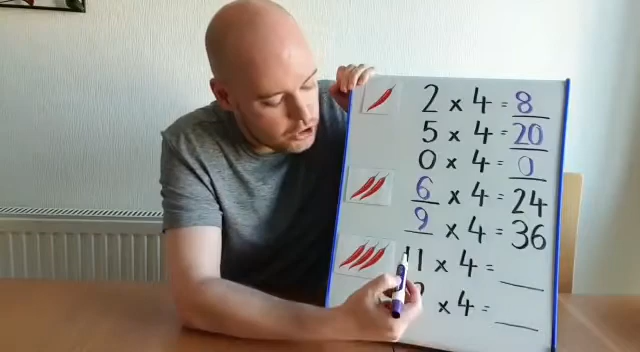 2 x 4 = 8
5 x 4 = 20
0 x 4 = 0
6 x 4 = 24
9 x 4 = 36
11 x 4 =
x 4 =